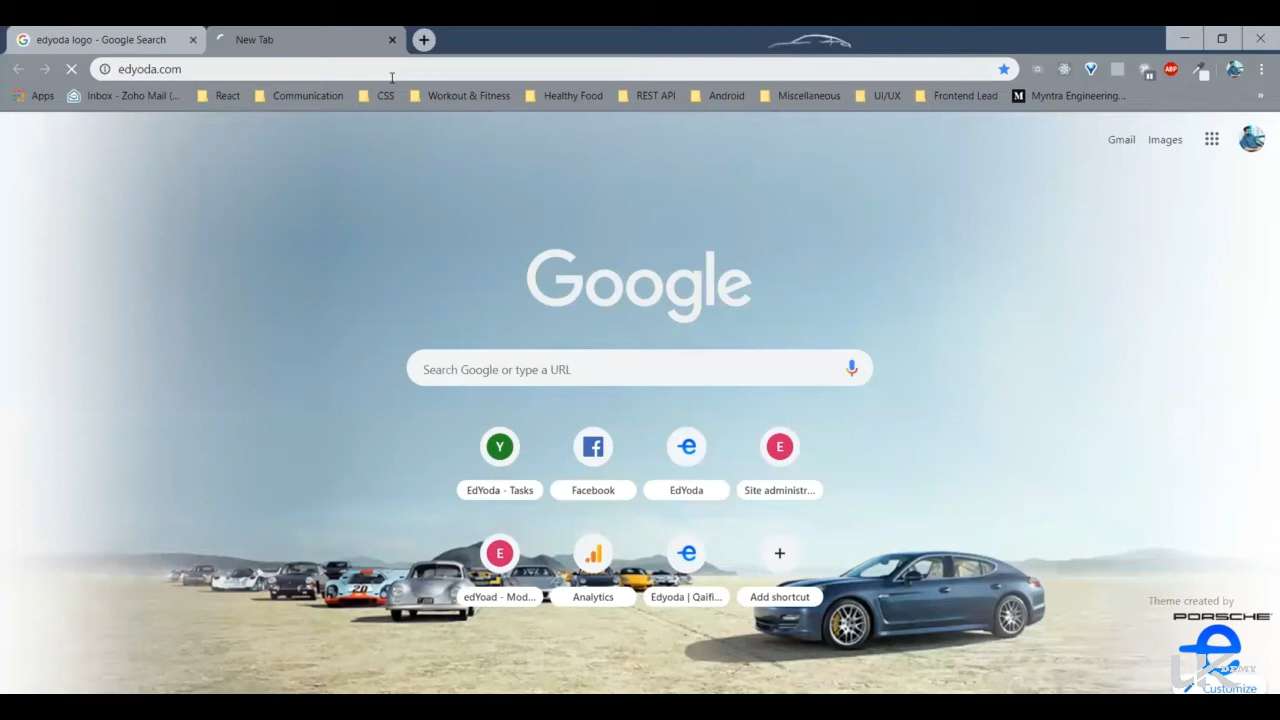 edyoda logo - Google Search
New Tab
edyoda.com
ABP
Apps
Inbox - Zoho Mail (...
React
Communication
CSS
Workout & Fitness
Healthy Food
REST API
Android
Miscellaneous
UI/UX
Frontend Lead
M
Myntra Engineering...
»
Gmail
Images
Google
Search Google or type a URL
Y
E
EdYoda - Tasks
Facebook
EdYoda
Site administr...
E
edYoad - Mod...
Analytics
Edyoda | Qaifi...
Add shortcut
20
Theme created by
PORSCHE
Customize